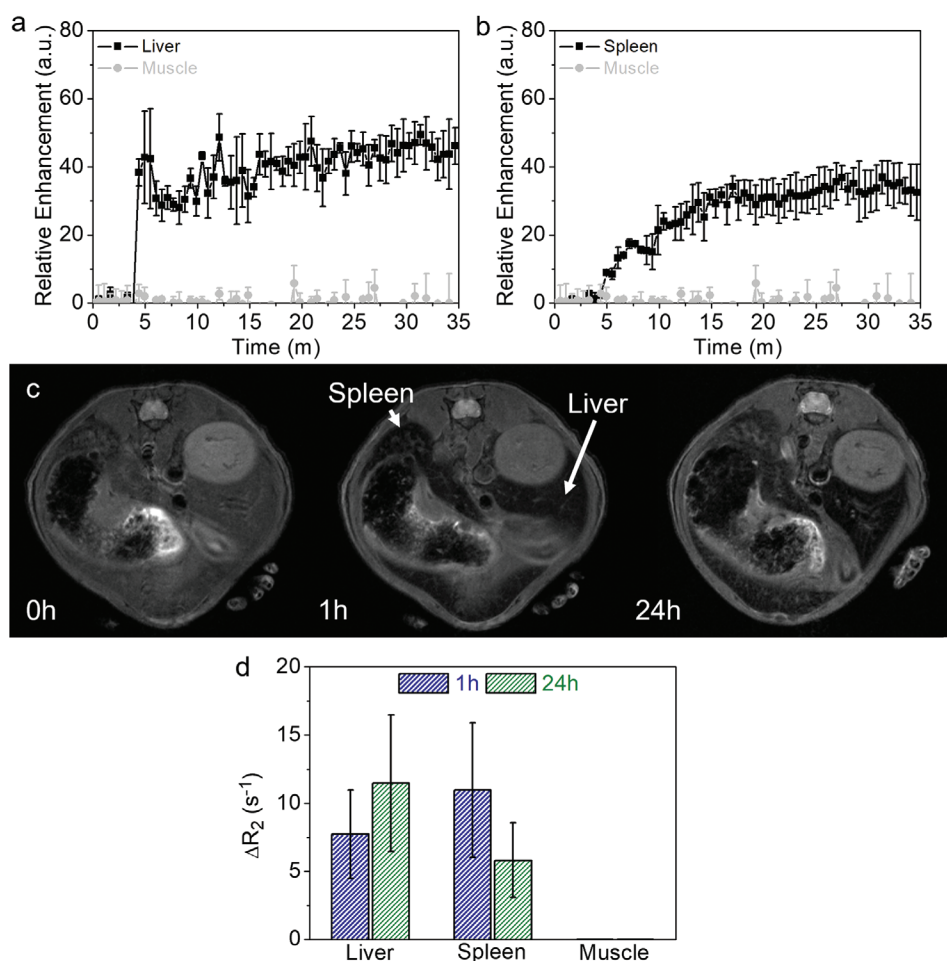 a
80
60
40
20
0
Relative Enhancement (a.u.)
Liver
Muscle
0 5 10 15 20 25 30 35
Time (m)
b
80
60
40
20
0
Relative Enhancement (a.u.)
Spleen
Muscle
0 5 10 15 20 25 30 35
Time (m)
c
Spleen
Liver
0h
1h
24h
d
20
15
10
5
0
ΔR₂ (s⁻¹)
1h 24h
Liver Spleen Muscle